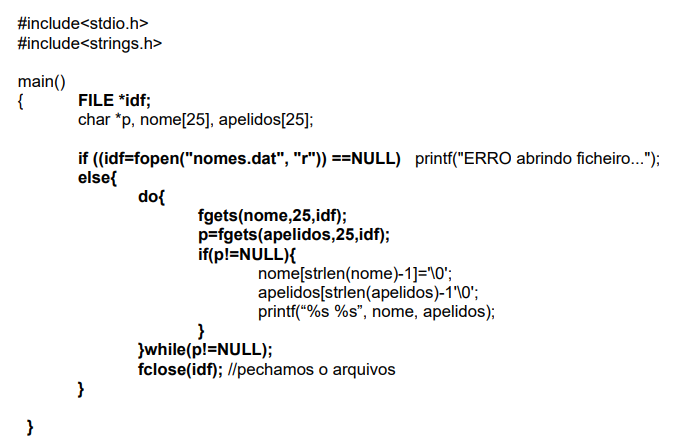 #include<stdio.h>
#include<strings.h>
main()
{ FILE *idf;
char *p, nome[25], apelidos[25];
if ((idf=fopen("nomes.dat", "r")) ==NULL) printf("ERRO abrindo ficheiro...");
else{
do{
fgets(nome,25,idf);
p=fgets(apelidos,25,idf);
if(p!=NULL){
nome[strlen(nome)-1]='\0';
apelidos[strlen(apelidos)-1'\0';
printf(“%s %s”, nome, apelidos);
}
}while(p!=NULL);
fclose(idf); //pechamos o arquivos
}
}